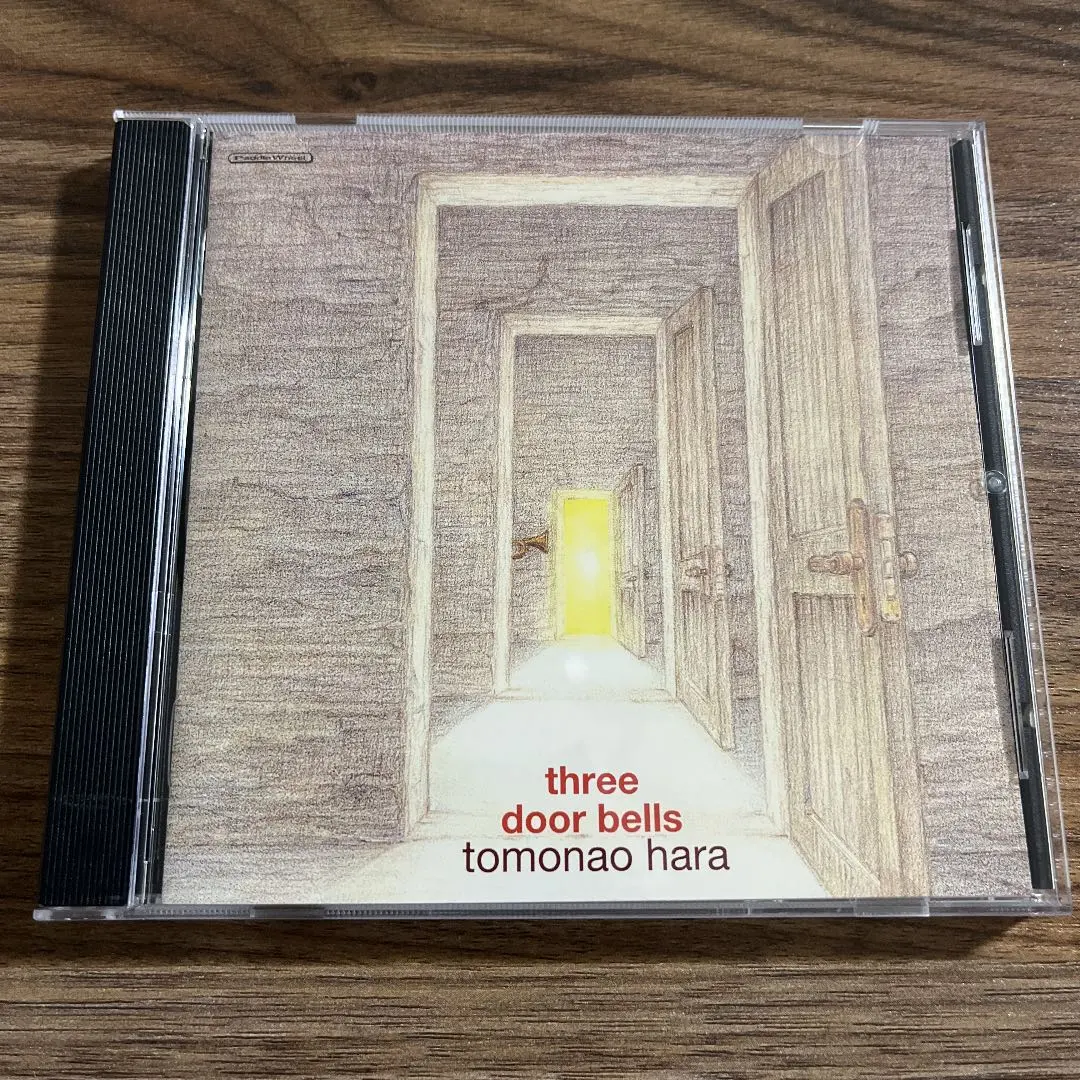 Paddle Wheel
three
door bells
tomonao hara